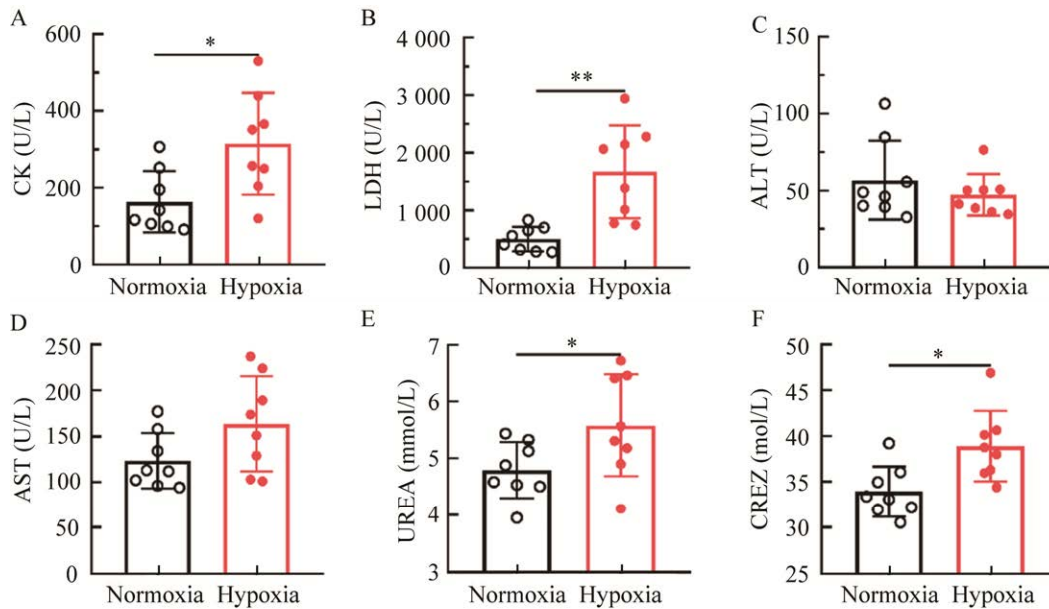 A
CK (U/L)
600
400
200
0
*
Normoxia Hypoxia
B
LDH (U/L)
4 000
3 000
2 000
1 000
0
**
Normoxia Hypoxia
C
ALT (U/L)
150
100
50
0
Normoxia Hypoxia
D
AST (U/L)
250
200
150
100
50
0
Normoxia Hypoxia
E
UREA (mmol/L)
7
6
5
4
3
*
Normoxia Hypoxia
F
CREZ (mol/L)
50
45
40
35
30
25
*
Normoxia Hypoxia